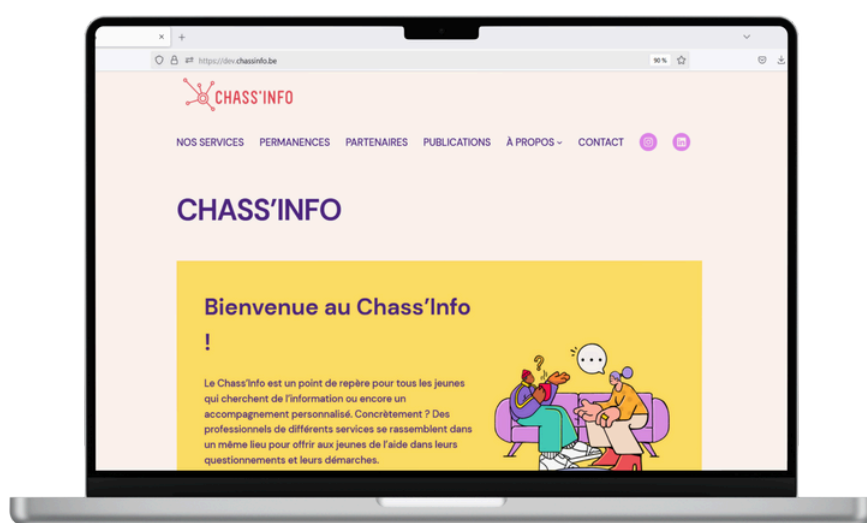 https://dev.chassinfo.be
90 %
CHASS'INFO
NOS SERVICES PERMANENCES PARTENAIRES PUBLICATIONS À PROPOS CONTACT
CHASS'INFO
Bienvenue au Chass'Info
!
Le Chass'Info est un point de repère pour tous les jeunes
qui cherchent de l'information ou encore un
accompagnement personnalisé. Concrètement ? Des
professionnels de différents services se rassemblent dans
un même lieu pour offrir aux jeunes de l'aide dans leurs
questionnements et leurs démarches.
?